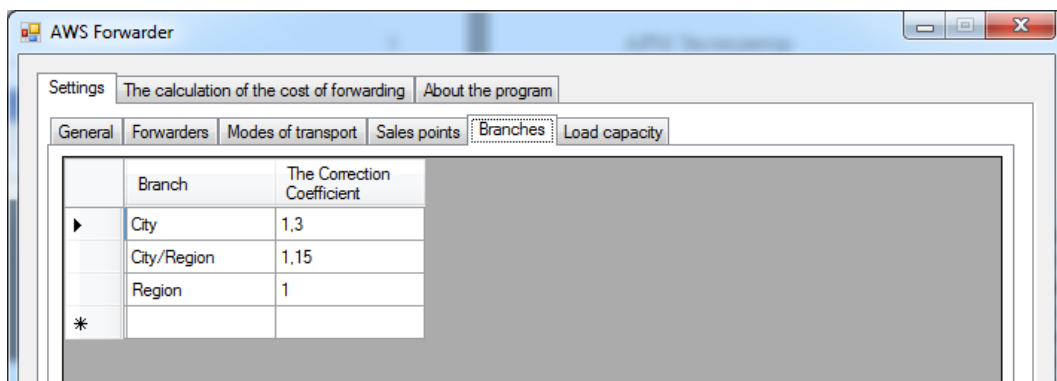 AWS Forwarder
Settings The calculation of the cost of forwarding About the program
General Forwarders Modes of transport Sales points Branches Load capacity
Branch The Correction
Coefficient
City 1,3
City/Region 1,15
Region 1